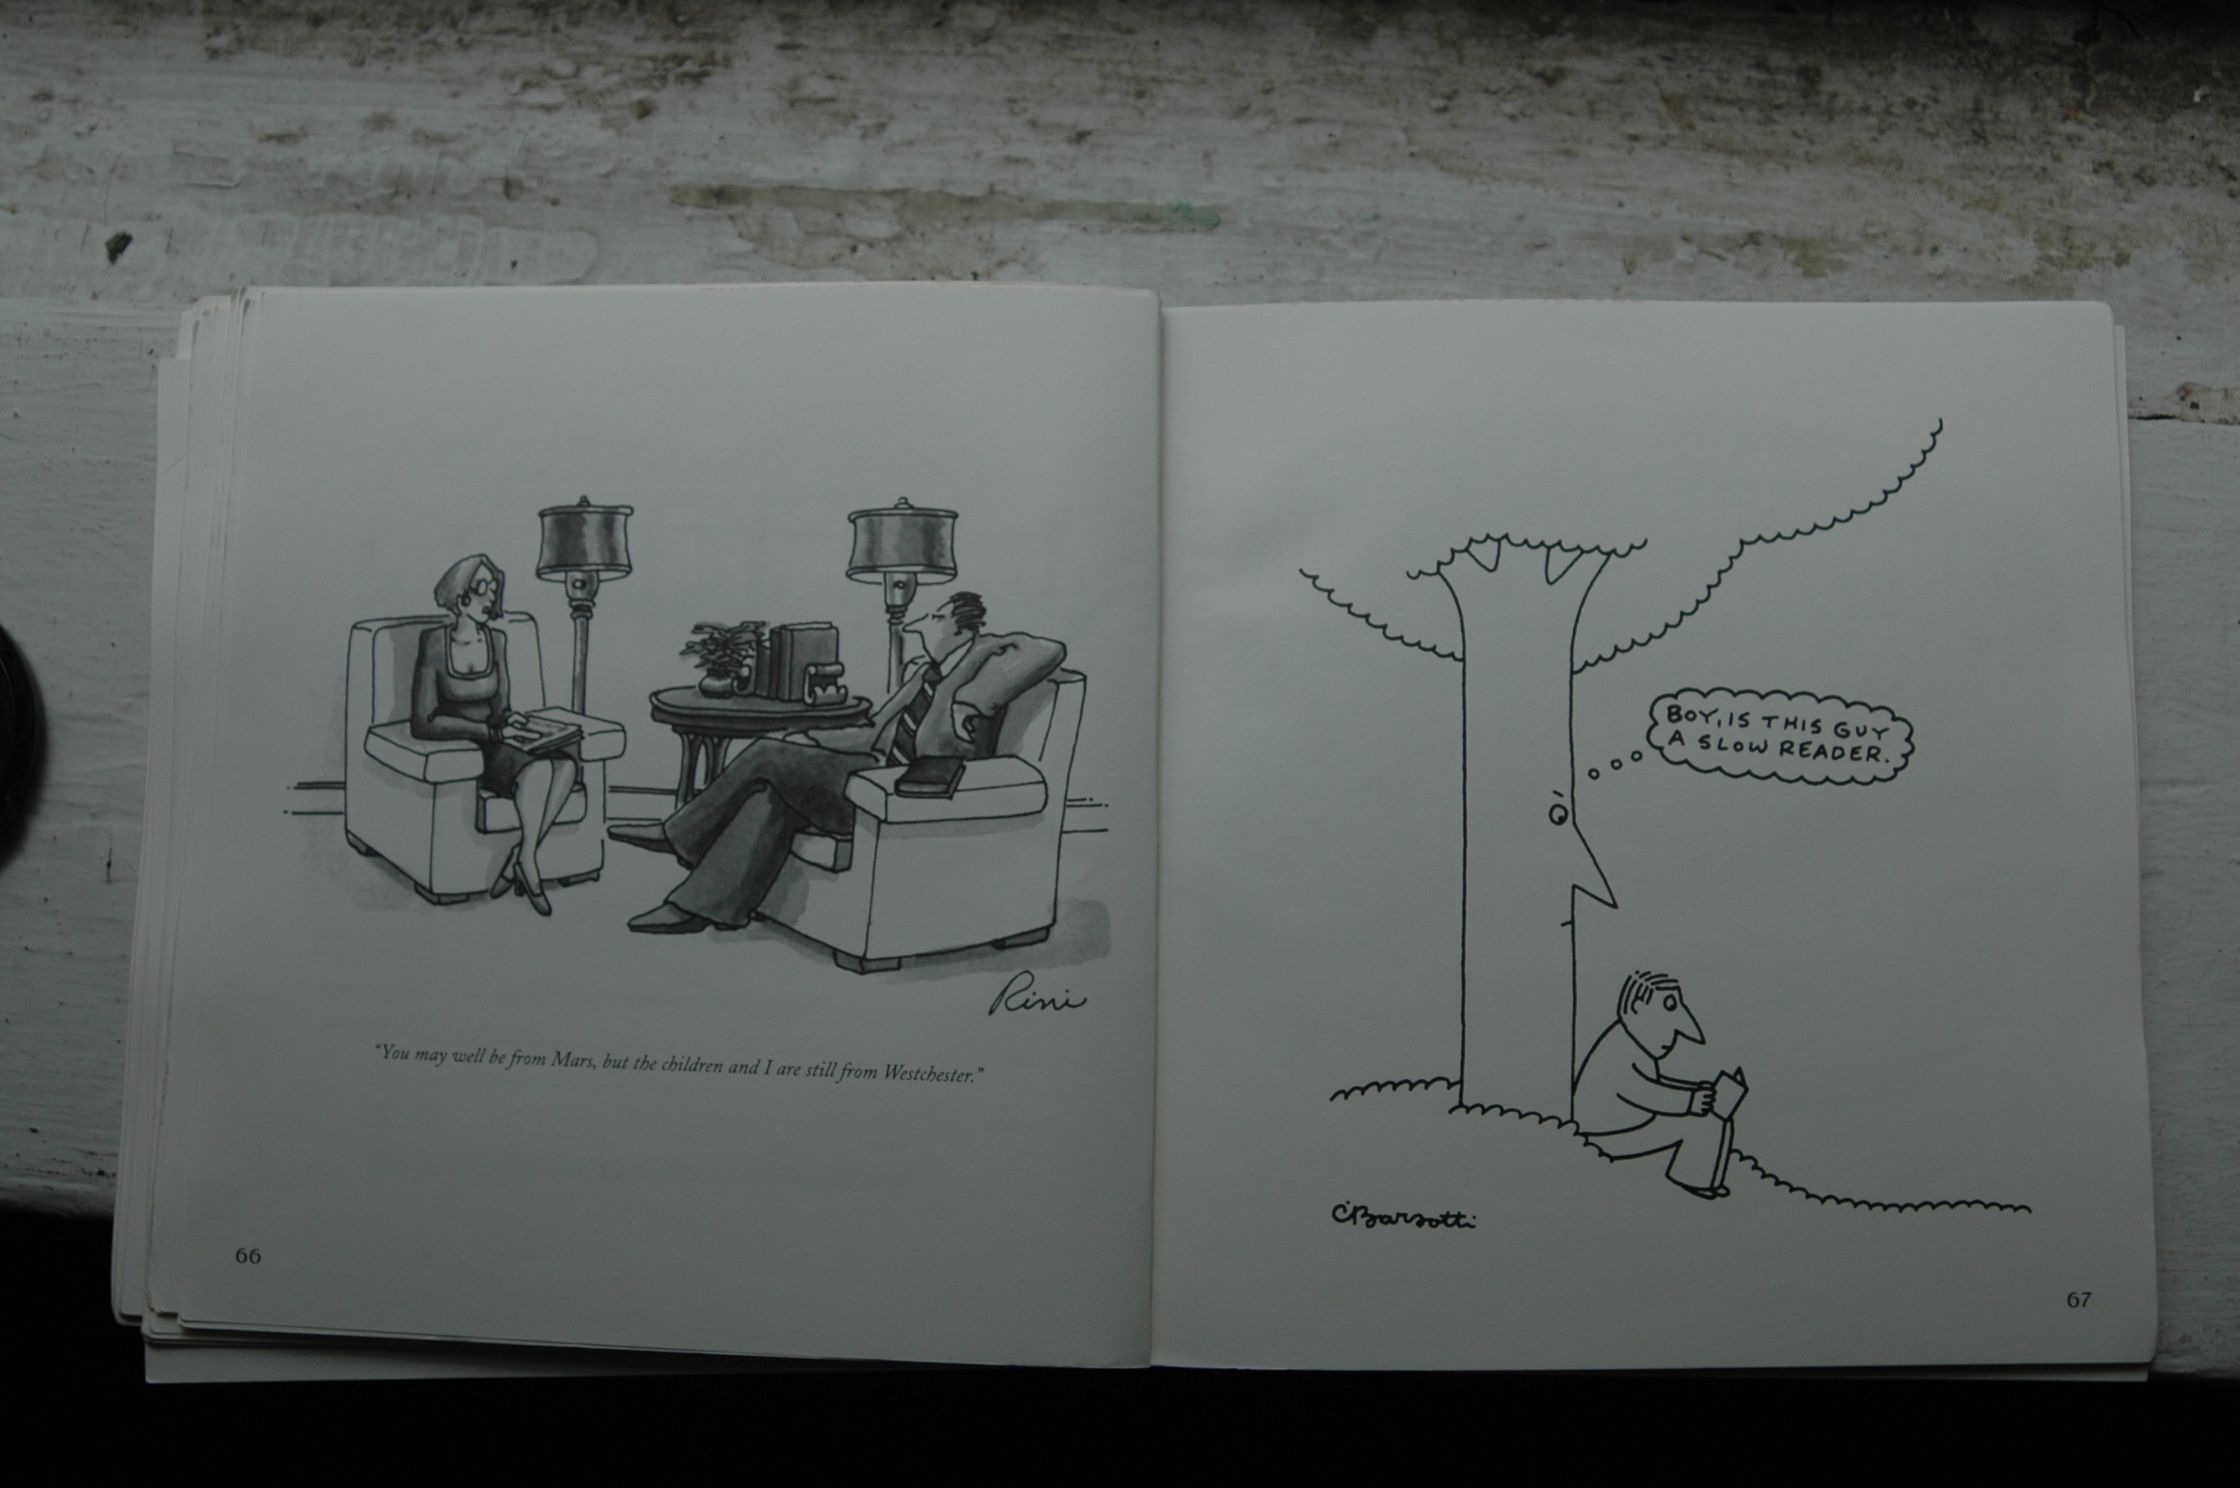 Rini
"You may well be from Mars, but the children and I are still from Westchester."
66
BOY, IS THIS GUY
A SLOW READER.
CBarsotti
67